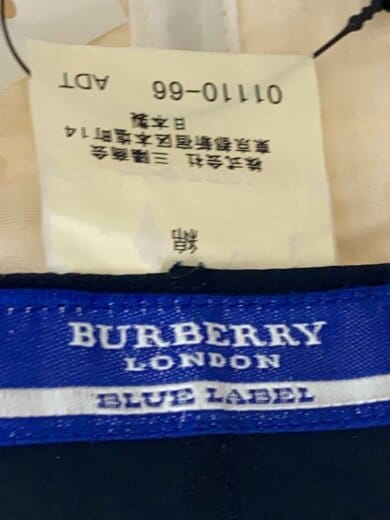 絹
株式会社 三陽商会
東京都新宿区本塩町14
日本製
01110-66 ADT
BURBERRY
LONDON
BLUE LABEL